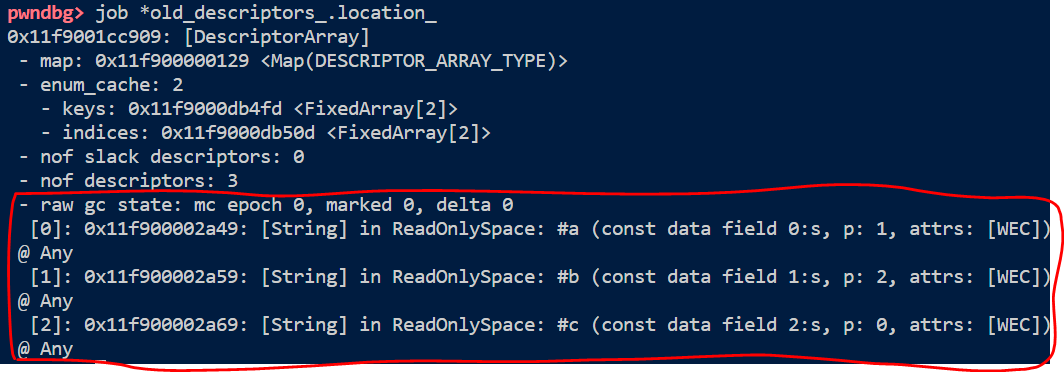 pwndbg> job *old_descriptors_.location_
0x11f9001cc909: [DescriptorArray]
 - map: 0x11f900000129 <Map(DESCRIPTOR_ARRAY_TYPE)>
 - enum_cache: 2
   - keys: 0x11f9000db4fd <FixedArray[2]>
   - indices: 0x11f9000db50d <FixedArray[2]>
 - nof slack descriptors: 0
 - nof descriptors: 3
 - raw gc state: mc epoch 0, marked 0, delta 0
  [0]: 0x11f900002a49: [String] in ReadOnlySpace: #a (const data field 0:s, p: 1, attrs: [WEC])
@ Any
  [1]: 0x11f900002a59: [String] in ReadOnlySpace: #b (const data field 1:s, p: 2, attrs: [WEC])
@ Any
  [2]: 0x11f900002a69: [String] in ReadOnlySpace: #c (const data field 2:s, p: 0, attrs: [WEC])
@ Any